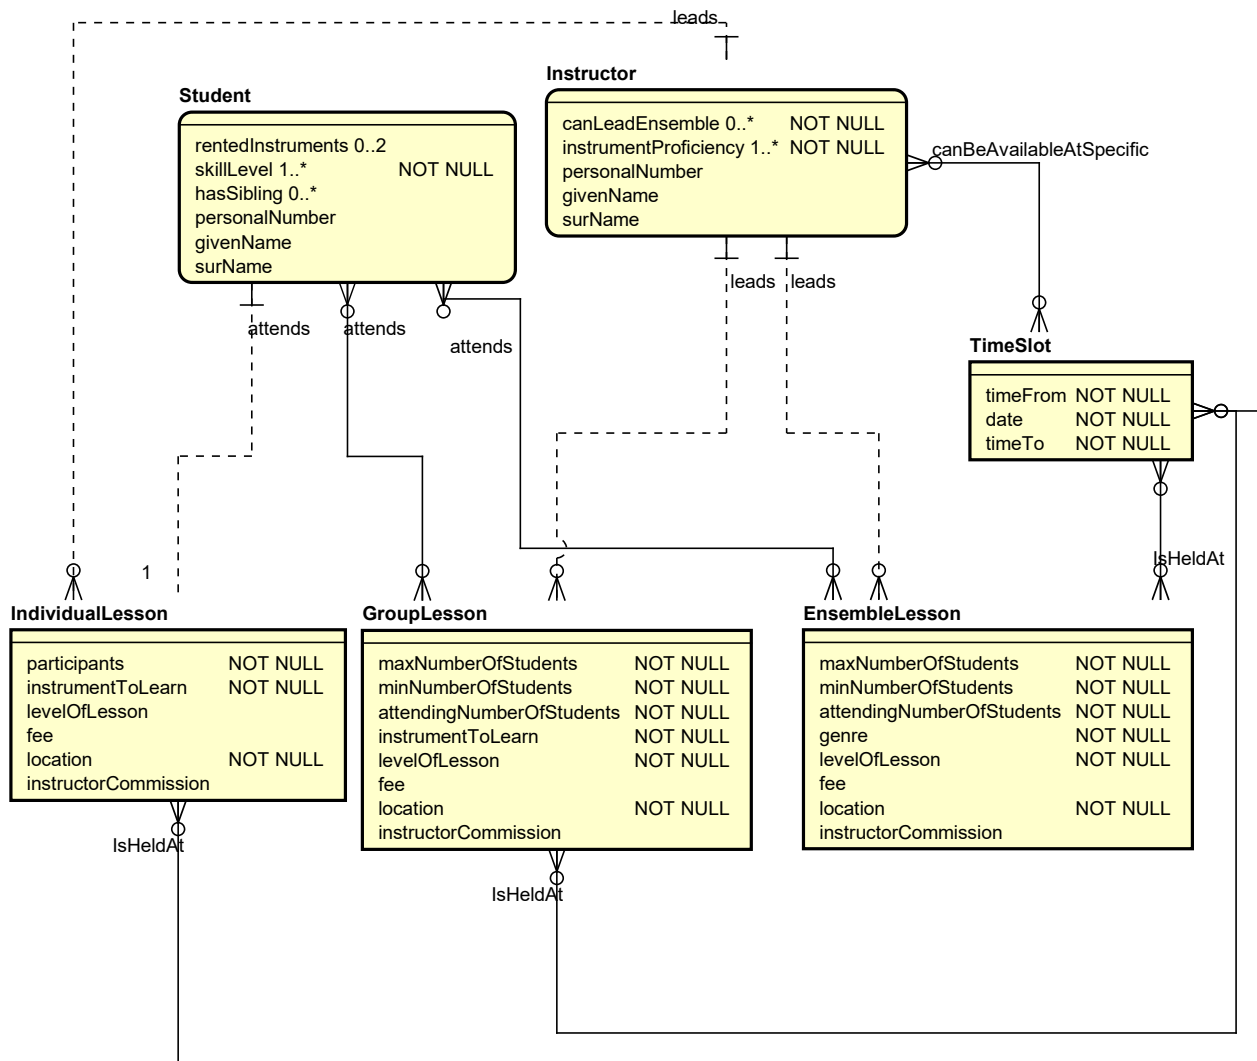 leads
Instructor
canLeadEnsemble 0..* NOT NULL
instrumentProficiency 1..* NOT NULL
personalNumber
givenName
surName
Student
rentedInstruments 0..2
skillLevel 1..* NOT NULL
hasSibling 0..*
personalNumber
givenName
surName
canBeAvailableAtSpecific
leads
leads
attends
attends
attends
TimeSlot
timeFrom NOT NULL
date NOT NULL
timeTo NOT NULL
IsHeldAt
1
IndividualLesson
participants NOT NULL
instrumentToLearn NOT NULL
levelOfLesson
fee
location NOT NULL
instructorCommission
IsHeldAt
GroupLesson
maxNumberOfStudents NOT NULL
minNumberOfStudents NOT NULL
attendingNumberOfStudents NOT NULL
instrumentToLearn NOT NULL
levelOfLesson NOT NULL
fee
location NOT NULL
instructorCommission
IsHeldAt
EnsembleLesson
maxNumberOfStudents NOT NULL
minNumberOfStudents NOT NULL
attendingNumberOfStudents NOT NULL
genre NOT NULL
levelOfLesson NOT NULL
fee
location NOT NULL
instructorCommission